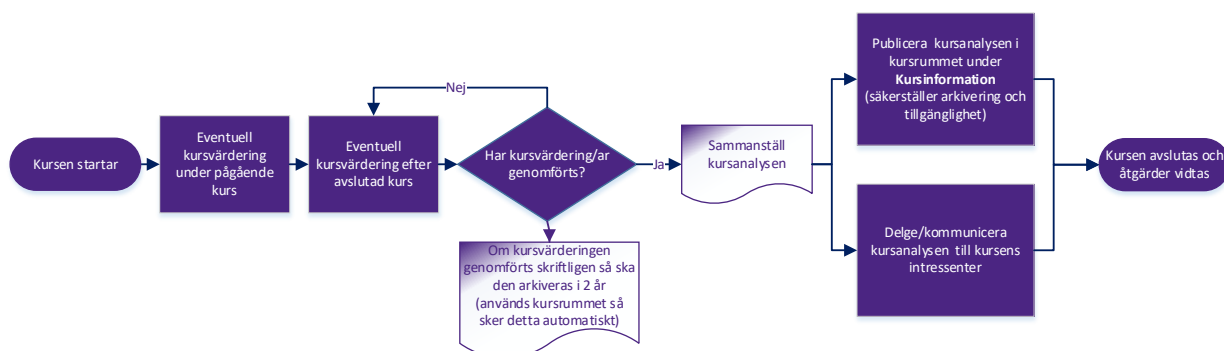 Kursen startar
Eventuell
kursvärdering
under pågående
kurs
Nej
Eventuell
kursvärdering efter
avslutad kurs
Har kursvärdering/ar
genomförts?
Om kursvärderingen
genomförts skriftligen så ska
den arkiveras i 2 år
(används kursrummet så
sker detta automatiskt)
Ja
Sammanställ
kursanalysen
Publicera kursanalysen i
kursrummet under
Kursinformation
(säkerställer arkivering och
tillgänglighet)
Delge/kommunicera
kursanalysen till kursens
intressenter
Kursen avslutas och
åtgärder vidtas